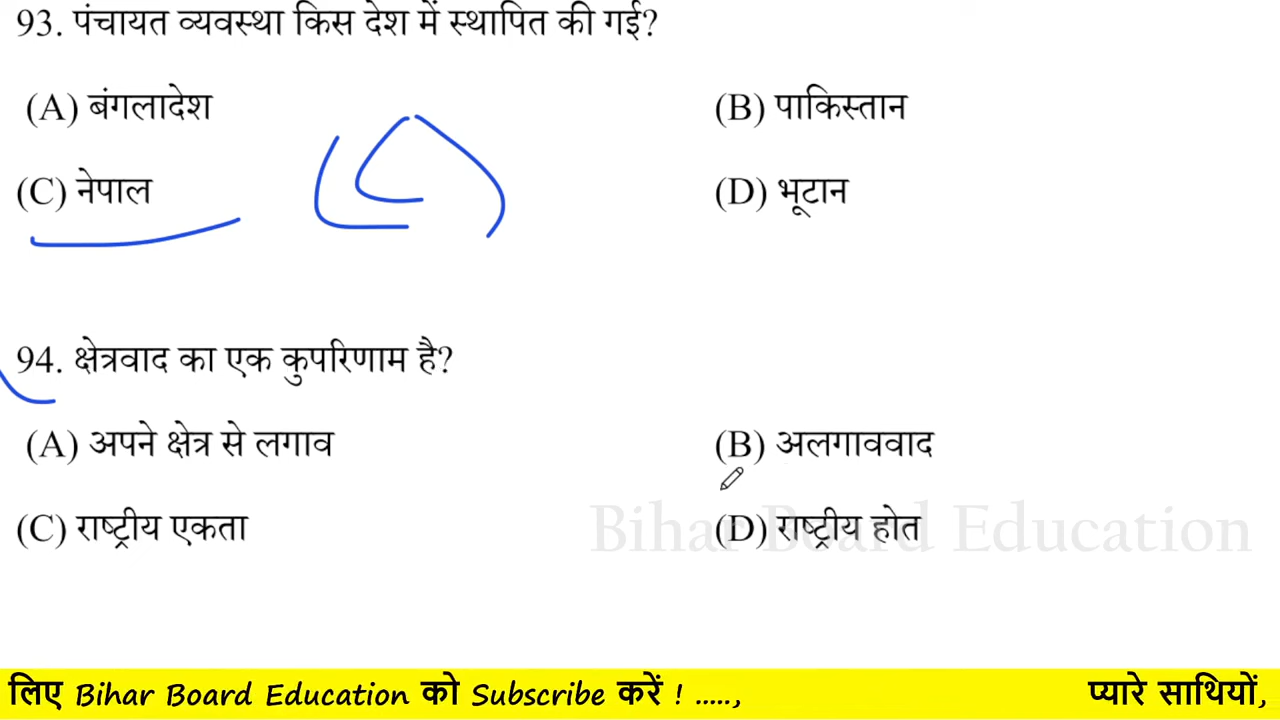 93. पंचायत व्यवस्था किस देश में स्थापित की गई?
(A) बंगलादेश (B) पाकिस्तान
(C) नेपाल (D) भूटान
94. क्षेत्रवाद का एक कुपरिणाम है?
(A) अपने क्षेत्र से लगाव (B) अलगाववाद
(C) राष्ट्रीय एकता (D) राष्ट्रीय होत
Bihar Board Education
लिए Bihar Board Education को Subscribe करें ! ....., प्यारे साथियों,